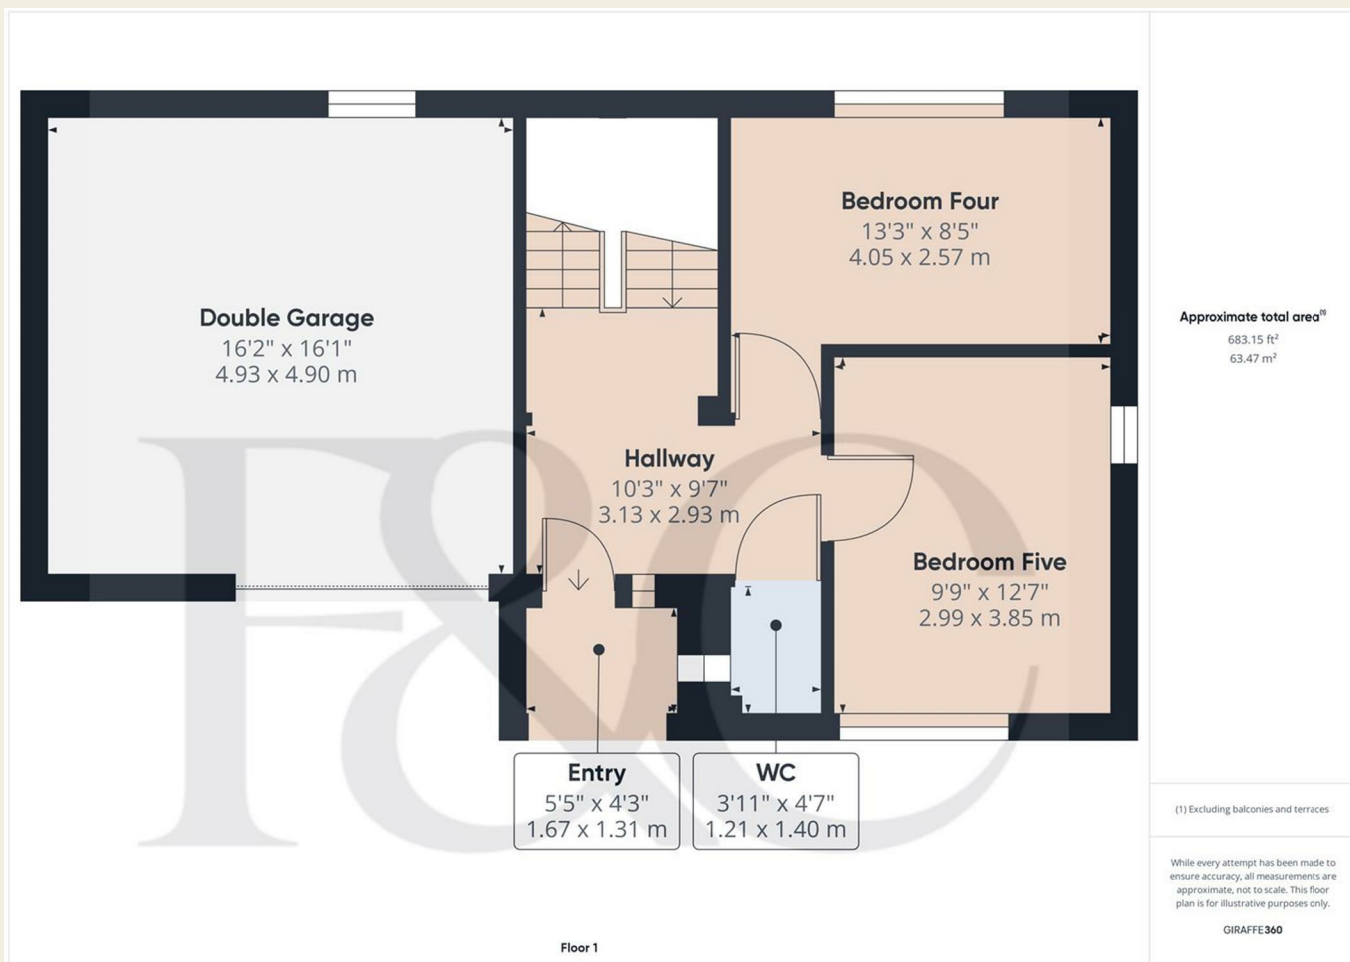 Double Garage
16'2" x 16'1"
4.93 x 4.90 m
Bedroom Four
13'3" x 8'5"
4.05 x 2.57 m
Hallway
10'3" x 9'7"
3.13 x 2.93 m
Bedroom Five
9'9" x 12'7"
2.99 x 3.85 m
Entry
5'5" x 4'3"
1.67 x 1.31 m
WC
3'11" x 4'7"
1.21 x 1.40 m
F&C
Floor 1
Approximate total area(1)
683.15 ft²
63.47 m²
(1) Excluding balconies and terraces
While every attempt has been made to
ensure accuracy, all measurements are
approximate, not to scale. This floor
plan is for illustrative purposes only.
GIRAFFE360